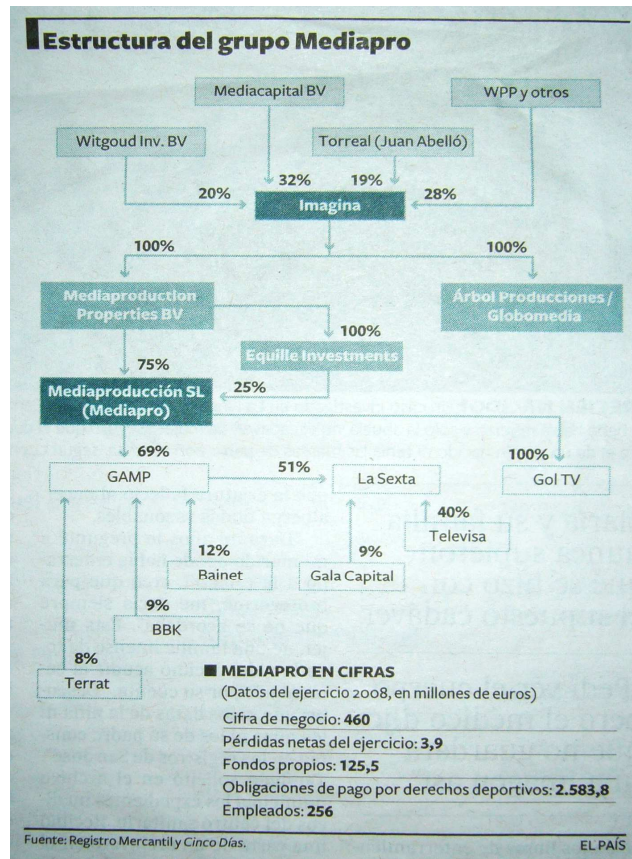 Estructura del grupo Mediapro
Mediacapital BV
WPP y otros
Witgoud Inv. BV
Torreal (Juan Abelló)
20%
32%
19%
28%
Imagina
100%
100%
Mediaproduction
Properties BV
Árbol Producciones /
Globomedia
100%
Equille Investments
75%
25%
Mediaproducción SL
(Mediapro)
69%
51%
100%
GAMP
La Sexta
Gol TV
40%
Televisa
12%
Bainet
9%
Gala Capital
9%
BBK
8%
Terrat
MEDIAPRO EN CIFRAS
(Datos del ejercicio 2008, en millones de euros)
Cifra de negocio: 460
Pérdidas netas del ejercicio: 3,9
Fondos propios: 125,5
Obligaciones de pago por derechos deportivos: 2.583,8
Empleados: 256
Fuente: Registro Mercantil y Cinco Días.
EL PAÍS